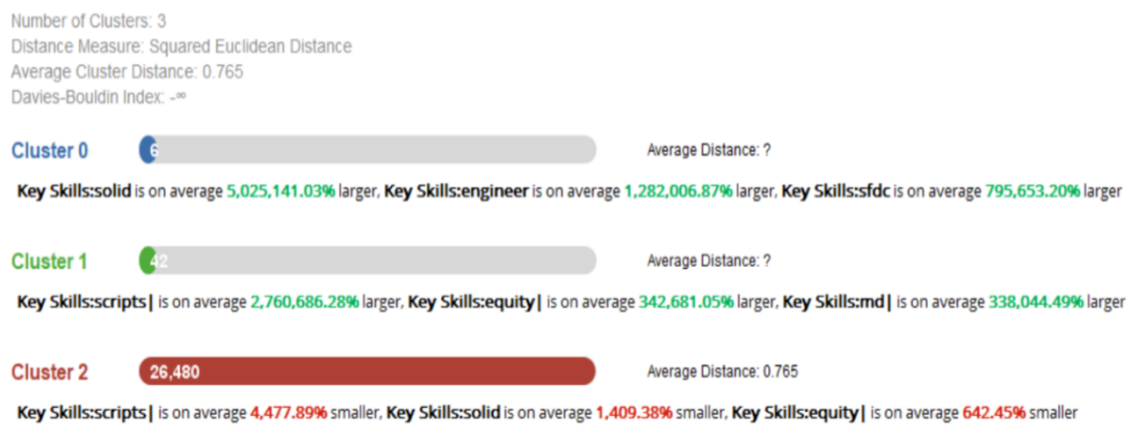 Number of Clusters: 3
Distance Measure: Squared Euclidean Distance
Average Cluster Distance: 0.765
Davies-Bouldin Index: -∞
Cluster 0 6 Average Distance: ?
Key Skills:solid is on average 5,025,141.03% larger, Key Skills:engineer is on average 1,282,006.87% larger, Key Skills:sfdc is on average 795,653.20% larger
Cluster 1 42 Average Distance: ?
Key Skills:scripts| is on average 2,760,686.28% larger, Key Skills:equity| is on average 342,681.05% larger, Key Skills:rnd| is on average 338,044.49% larger
Cluster 2 26,480 Average Distance: 0.765
Key Skills:scripts| is on average 4,477.89% smaller, Key Skills:solid is on average 1,409.38% smaller, Key Skills:equity| is on average 642.45% smaller